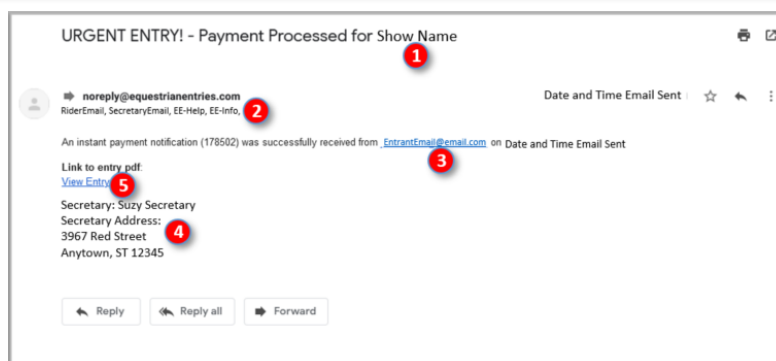 URGENT ENTRY! - Payment Processed for Show Name
1
noreply@equestrianentries.com
Date and Time Email Sent
RiderEmail, SecretaryEmail, EE-Help, EE-Info,
2
An instant payment notification (178502) was successfully received from EntrantEmail@email.com on Date and Time Email Sent
3
Link to entry pdf:
View Entry
5
Secretary: Suzy Secretary
Secretary Address:
4
3967 Red Street
Anytown, ST 12345
Reply
Reply all
Forward